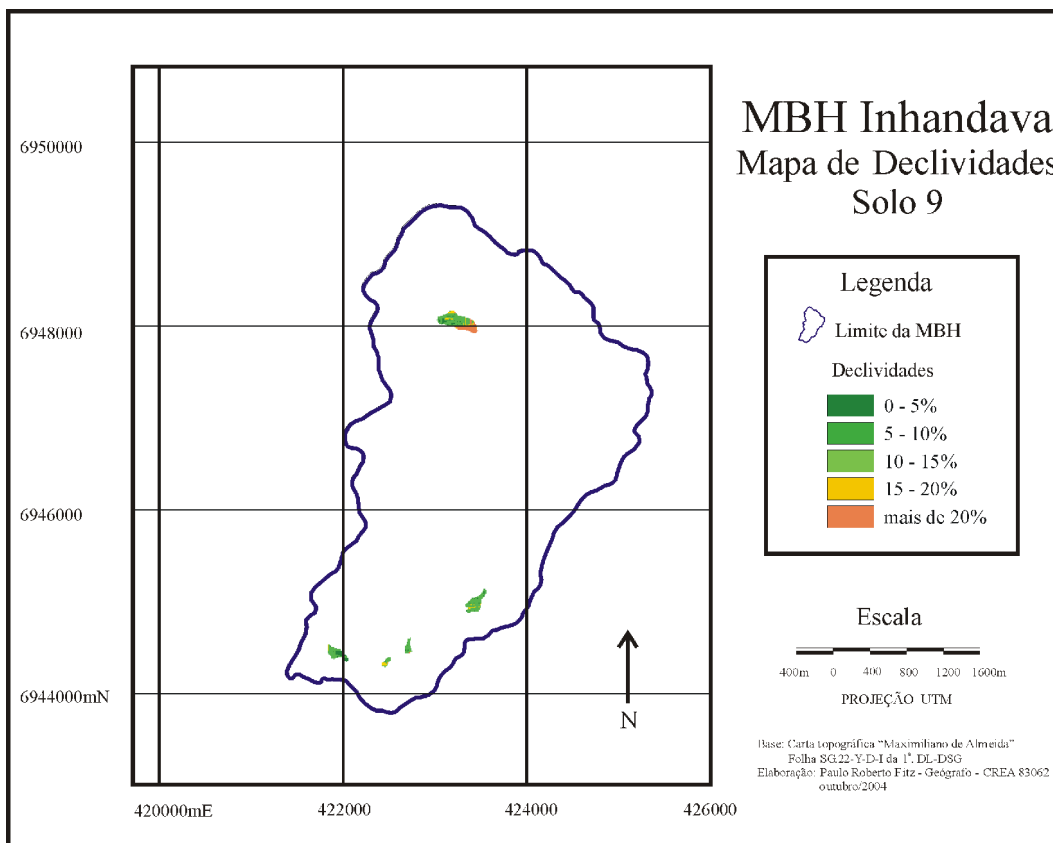 MBH Inhandava
Mapa de Declividades
Solo 9
Legenda
Limite da MBH
Declividades
0 - 5%
5 - 10%
10 - 15%
15 - 20%
mais de 20%
Escala
400m 0 400 800 1200 1600m
PROJEÇÃO UTM
N
Base: Carta topográfica “Maximiliano de Almeida”
Folha SG.22-Y-D-I da 1ª. DL-DSG
Elaboração: Paulo Roberto Fitz - Geógrafo - CREA 83062
outubro/2004
6950000
6948000
6946000
6944000mN
420000mE 422000 424000 426000